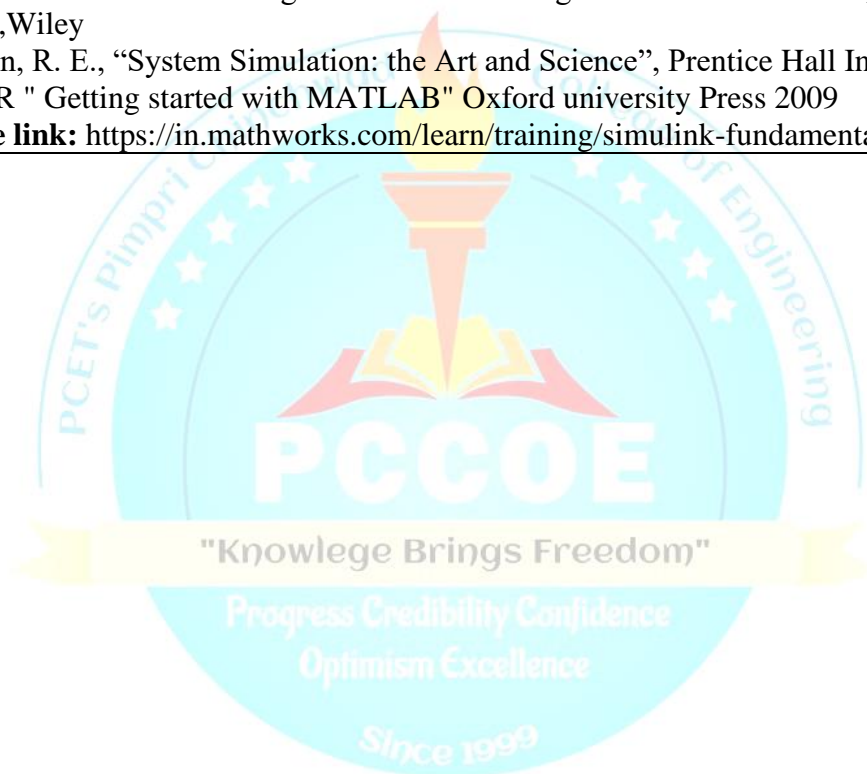 ,Wiley
n, R. E., “System Simulation: the Art and Science”, Prentice Hall In
R " Getting started with MATLAB" Oxford university Press 2009
e link: https://in.mathworks.com/learn/training/simulink-fundamenta
PCET's Pimpri Chinchwad College of Engineering
PCCOE
"Knowlege Brings Freedom"
Progress Credibility Confidence
Optimism Excellence
Since 1999